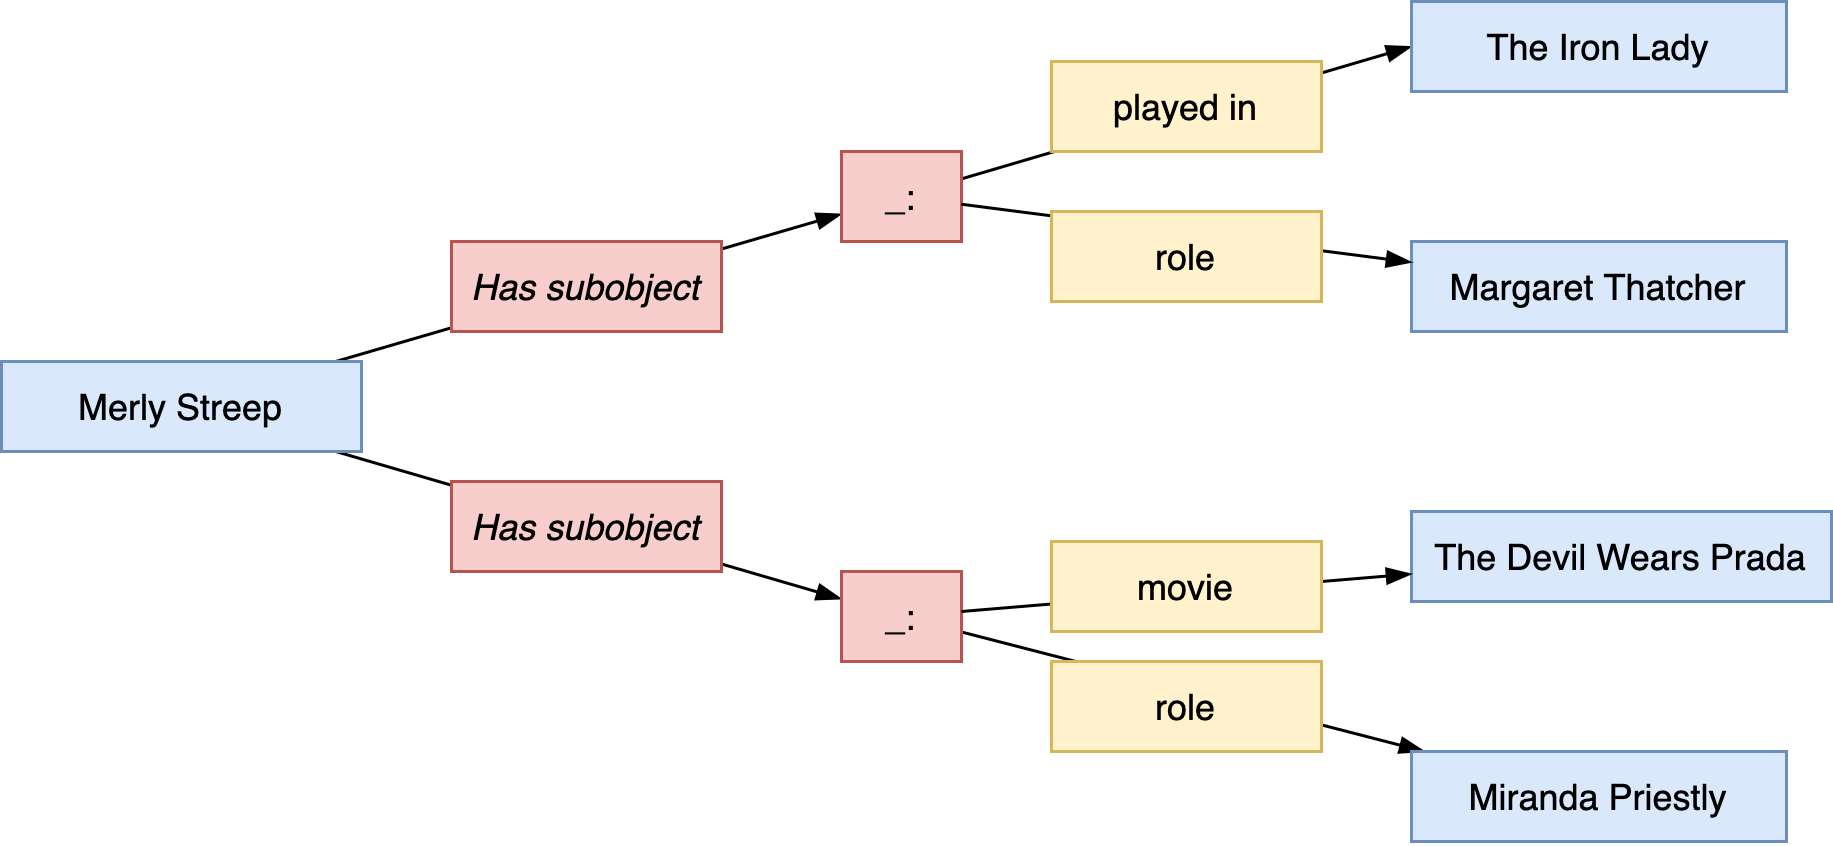 The Iron Lady
played in
_:
role
Has subobject
Margaret Thatcher
Merly Streep
Has subobject
The Devil Wears Prada
movie
_:
role
Miranda Priestly